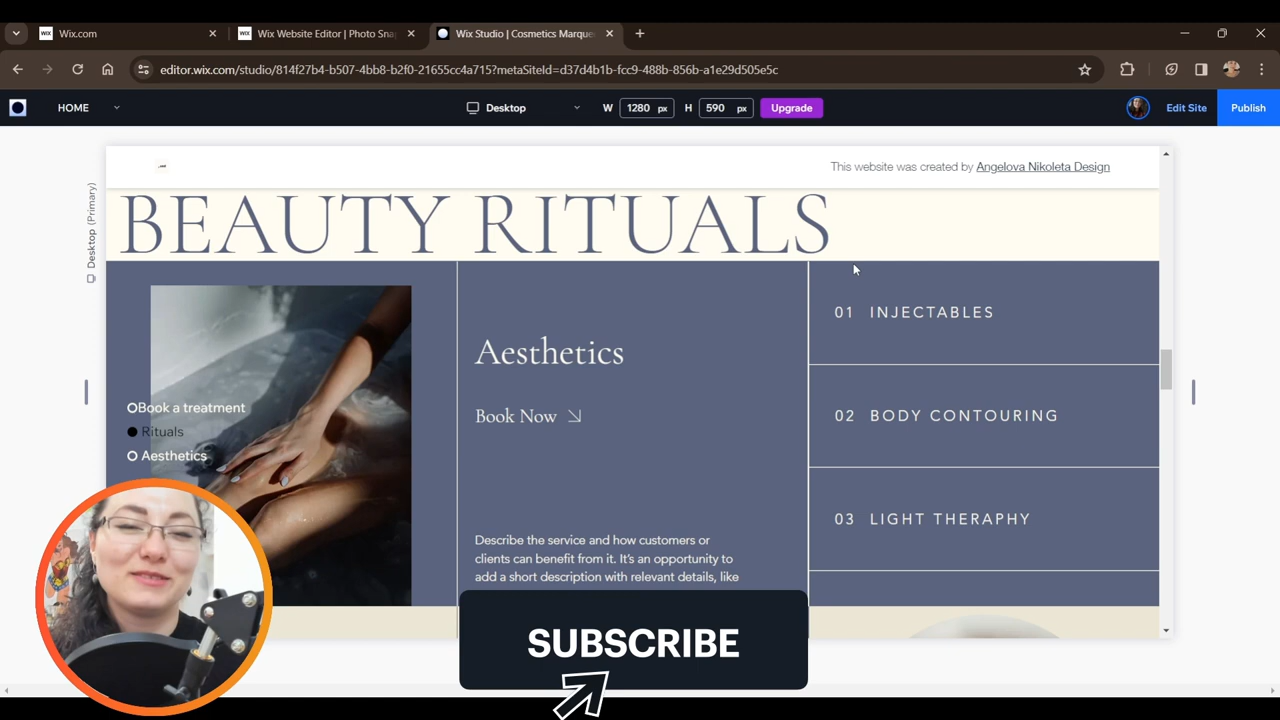 Wix.com
Wix Website Editor | Photo Sna
Wix Studio | Cosmetics Marque
editor.wix.com/studio/814f27b4-b507-4bb8-b2f0-21655cc4a715?metaSiteId=d37d4b1b-fcc9-488b-856b-a1e29d505e5c
HOME
Desktop
W 1280 px H 590 px
Upgrade
Edit Site
Publish
Desktop (Primary)
This website was created by Angelova Nikoleta Design
BEAUTY RITUALS
Book a treatment
Rituals
Aesthetics
Aesthetics
Book Now
Describe the service and how customers or
clients can benefit from it. It's an opportunity to
add a short description with relevant details, like
01 INJECTABLES
02 BODY CONTOURING
03 LIGHT THERAPHY
SUBSCRIBE